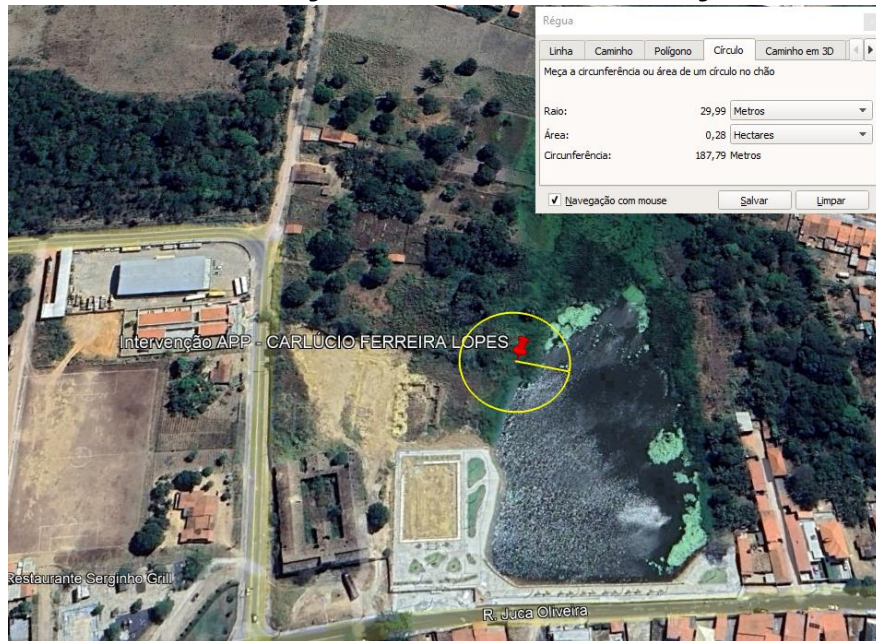 Régua
Linha Caminho Polígono Círculo Caminho em 3D
Meça a circunferência ou área de um círculo no chão
Raio: 29,99 Metros
Área: 0,28 Hectares
Circunferência: 187,79 Metros
Navegação com mouse Salvar Limpar
Intervenção APP - CARLÚCIO FERREIRA LOPES
Restaurante Serginho Grill
R. Juca Oliveira